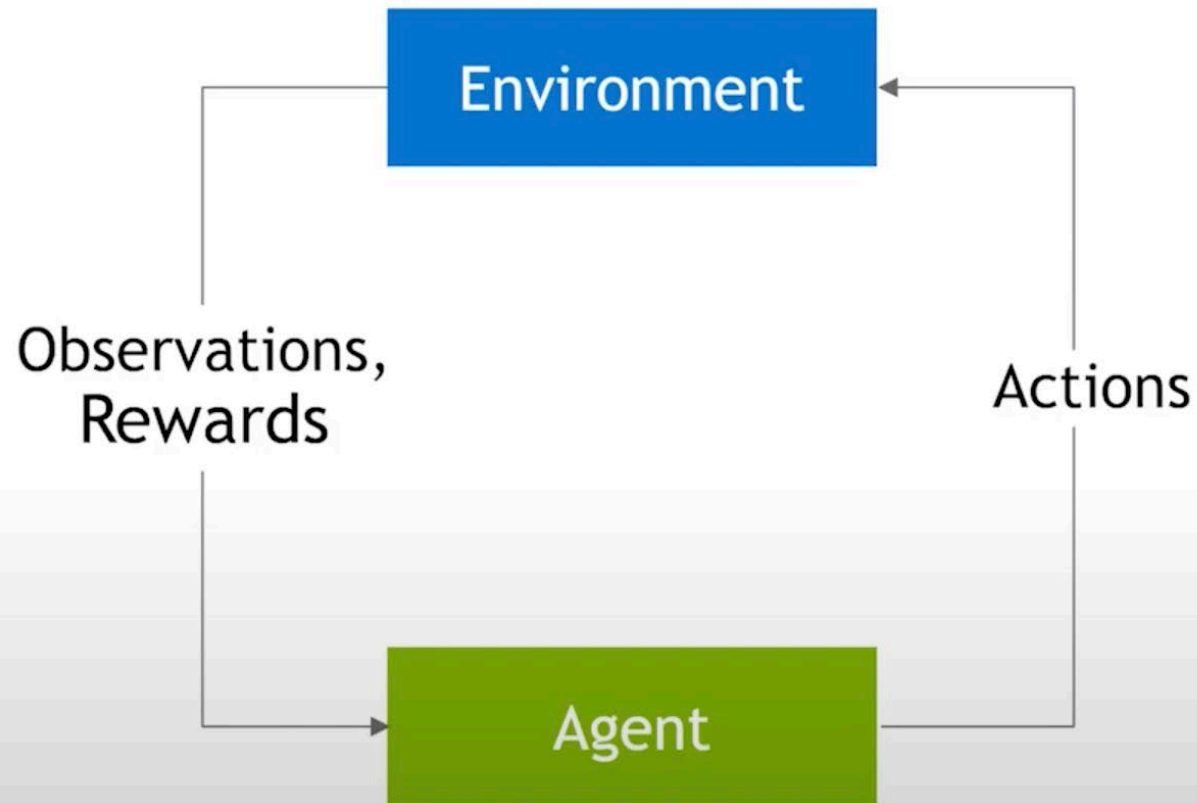 Environment
Observations,
Rewards
Actions
Agent